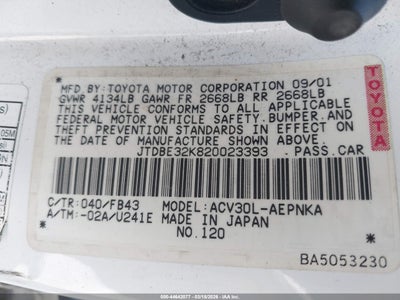 MFD.BY:TOYOTA MOTOR CORPORATION 09/01
GVWR 4134LB GAWR FR 2668LB RR 2668LB
THIS VEHICLE CONFORMS TO ALL APPLICABLE
FEDERAL MOTOR VEHICLE SAFETY, BUMPER, AND
THEFT PREVENTION STANDARDS IN EFFECT ON
THE DATE OF MANUFACTURE SHOWN ABOVE.
JTDBE32K820023393 PASS.CAR
C/TR:040/FB43 MODEL:ACV30L-AEPNKA
A/TM:-02A/U241E MADE IN JAPAN
NO.120
BA5053230
TOYOTA